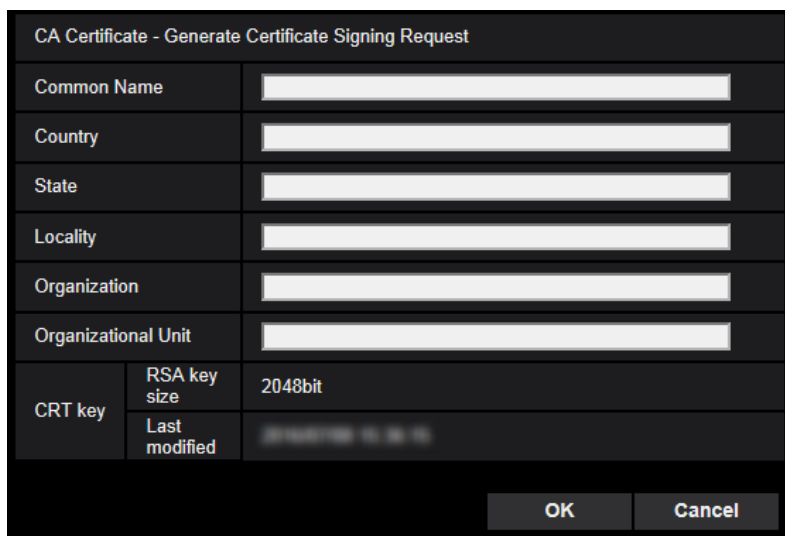 CA Certificate - Generate Certificate Signing Request
Common Name
Country
State
Locality
Organization
Organizational Unit
CRT key
RSA key
size
2048bit
Last
modified
OK
Cancel